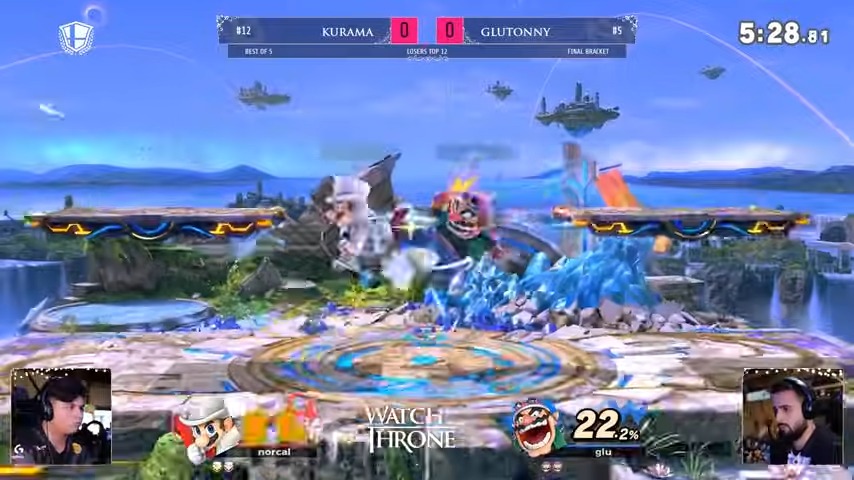 #12 KURAMA 0 0 GLUTONNY #5
BEST OF 5 LOSERS TOP 12 FINAL BRACKET
5:28.81
WATCH THE THRONE
norcal
22.2%
glu